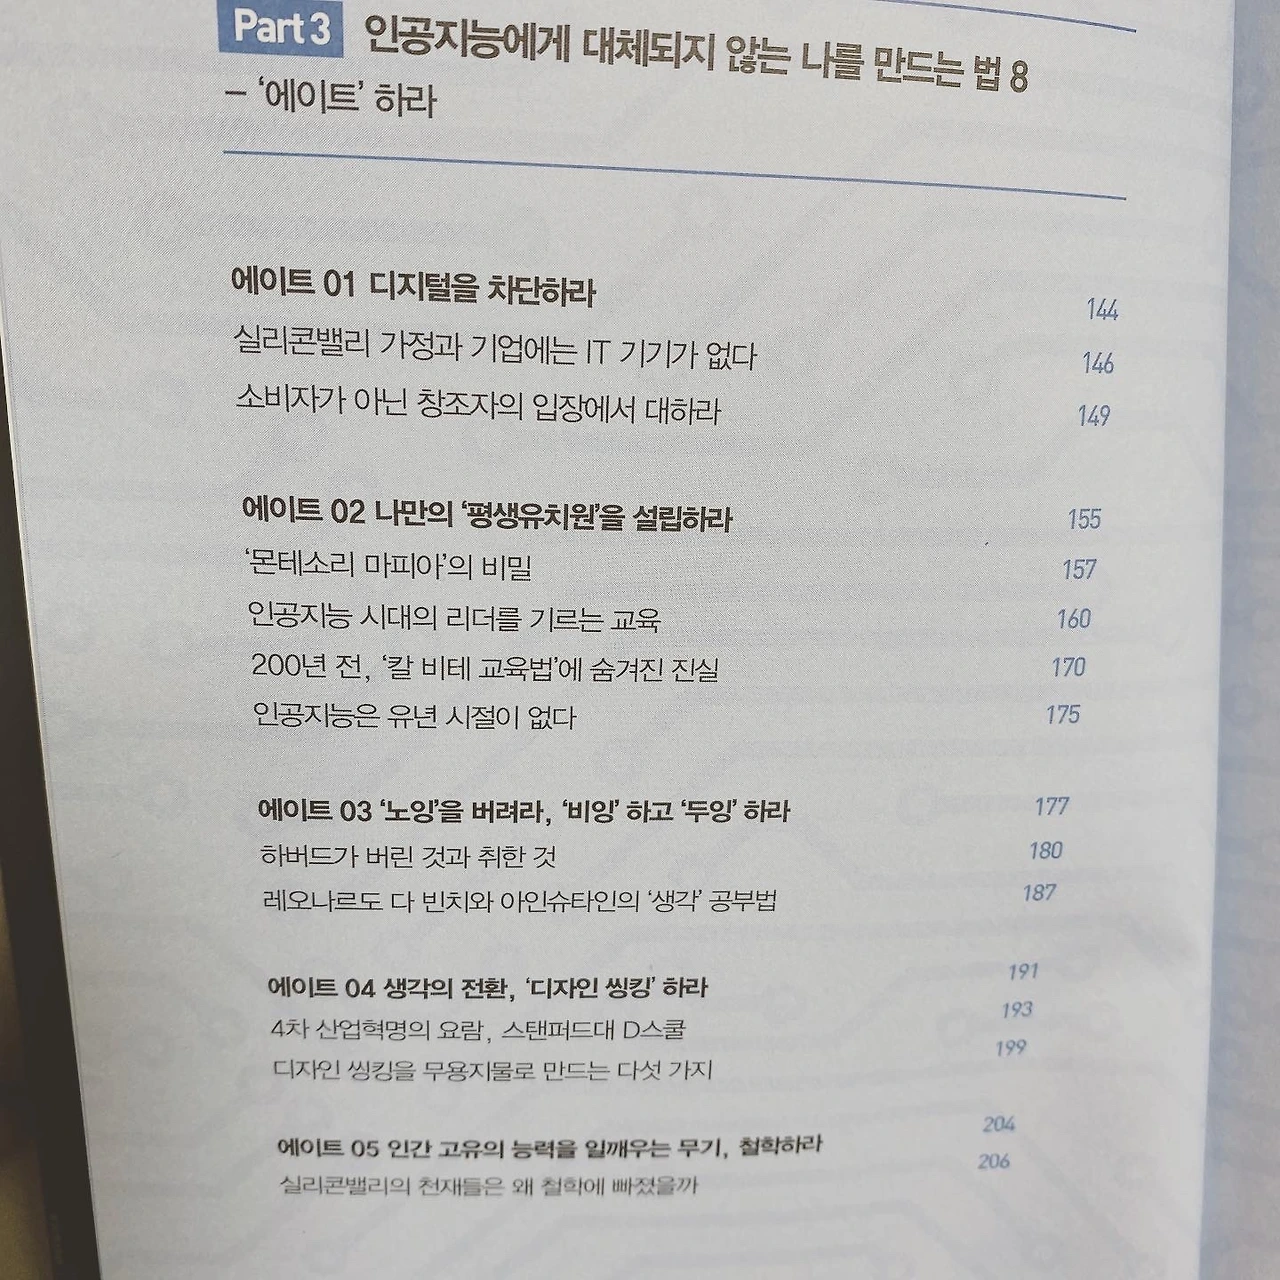 Part 3 인공지능에게 대체되지 않는 나를 만드는 법 8
– ‘에이트’ 하라
에이트 01 디지털을 차단하라 144
실리콘밸리 가정과 기업에는 IT 기기가 없다 146
소비자가 아닌 창조자의 입장에서 대하라 149
에이트 02 나만의 ‘평생유치원’을 설립하라 155
‘몬테소리 마피아’의 비밀 157
인공지능 시대의 리더를 기르는 교육 160
200년 전, ‘칼 비테 교육법’에 숨겨진 진실 170
인공지능은 유년 시절이 없다 175
에이트 03 ‘노잉’을 버려라, ‘비잉’ 하고 ‘두잉’ 하라 177
하버드가 버린 것과 취한 것 180
레오나르도 다 빈치와 아인슈타인의 ‘생각’ 공부법 187
에이트 04 생각의 전환, ‘디자인 씽킹’ 하라 191
4차 산업혁명의 요람, 스탠퍼드대 D스쿨 193
디자인 씽킹을 무용지물로 만드는 다섯 가지 199
에이트 05 인간 고유의 능력을 일깨우는 무기, 철학하라 204
실리콘밸리의 천재들은 왜 철학에 빠졌을까 206